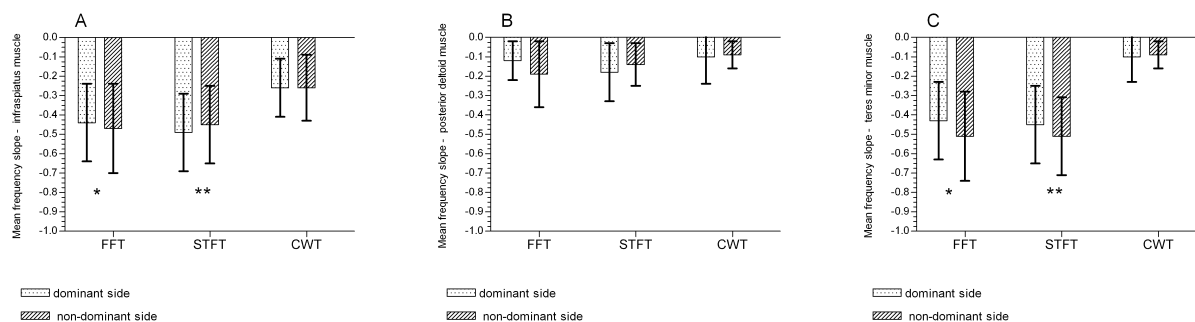 A
Mean frequency slope - infraspiatus muscle
0.0
-0.1
-0.2
-0.3
-0.4
-0.5
-0.6
-0.7
-0.8
-0.9
-1.0
* **
FFT STFT CWT
dominant side
non-dominant side
B
Mean frequency slope - posterior deltoid muscle
0.0
-0.1
-0.2
-0.3
-0.4
-0.5
-0.6
-0.7
-0.8
-0.9
-1.0
FFT STFT CWT
dominant side
non-dominant side
C
Mean frequency slope - teres minor muscle
0.0
-0.1
-0.2
-0.3
-0.4
-0.5
-0.6
-0.7
-0.8
-0.9
-1.0
* **
FFT STFT CWT
dominant side
non-dominant side